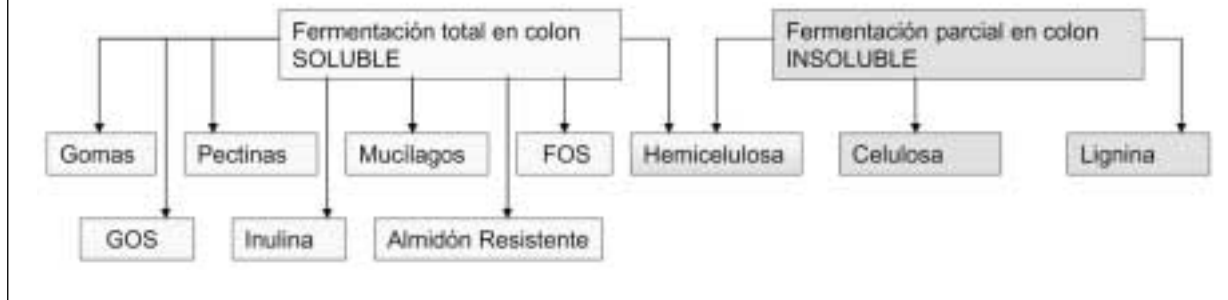 Fermentación total en colon
SOLUBLE
Fermentación parcial en colon
INSOLUBLE
Gomas
Pectinas
Mucílagos
FOS
Hemicelulosa
Celulosa
Lignina
GOS
Inulina
Almidón Resistente